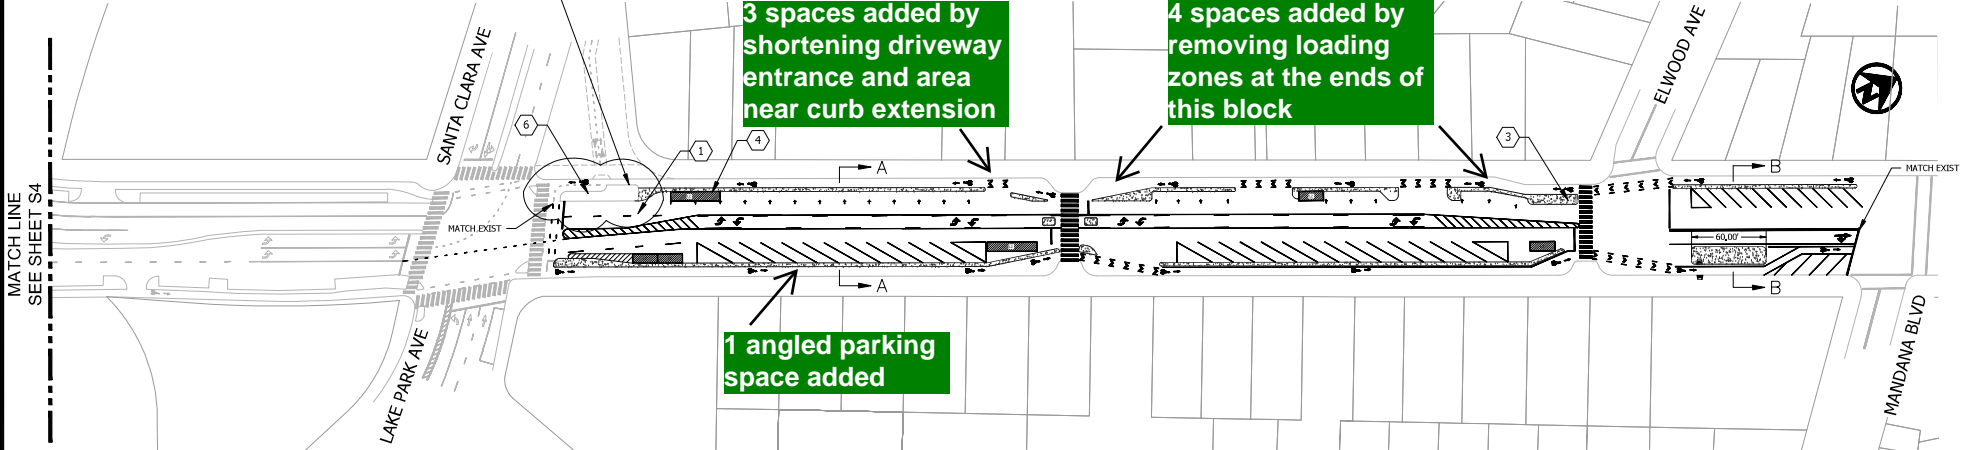 3 spaces added by
shortening driveway
entrance and area
near curb extension
4 spaces added by
removing loading
zones at the ends of
this block
1 angled parking
space added
MATCH LINE
SEE SHEET S4
SANTA CLARA AVE
LAKE PARK AVE
ELWOOD AVE
MANDANA BLVD
6
1
4
3
A
A
B
B
MATCH EXIST
MATCH EXIST
60.00'